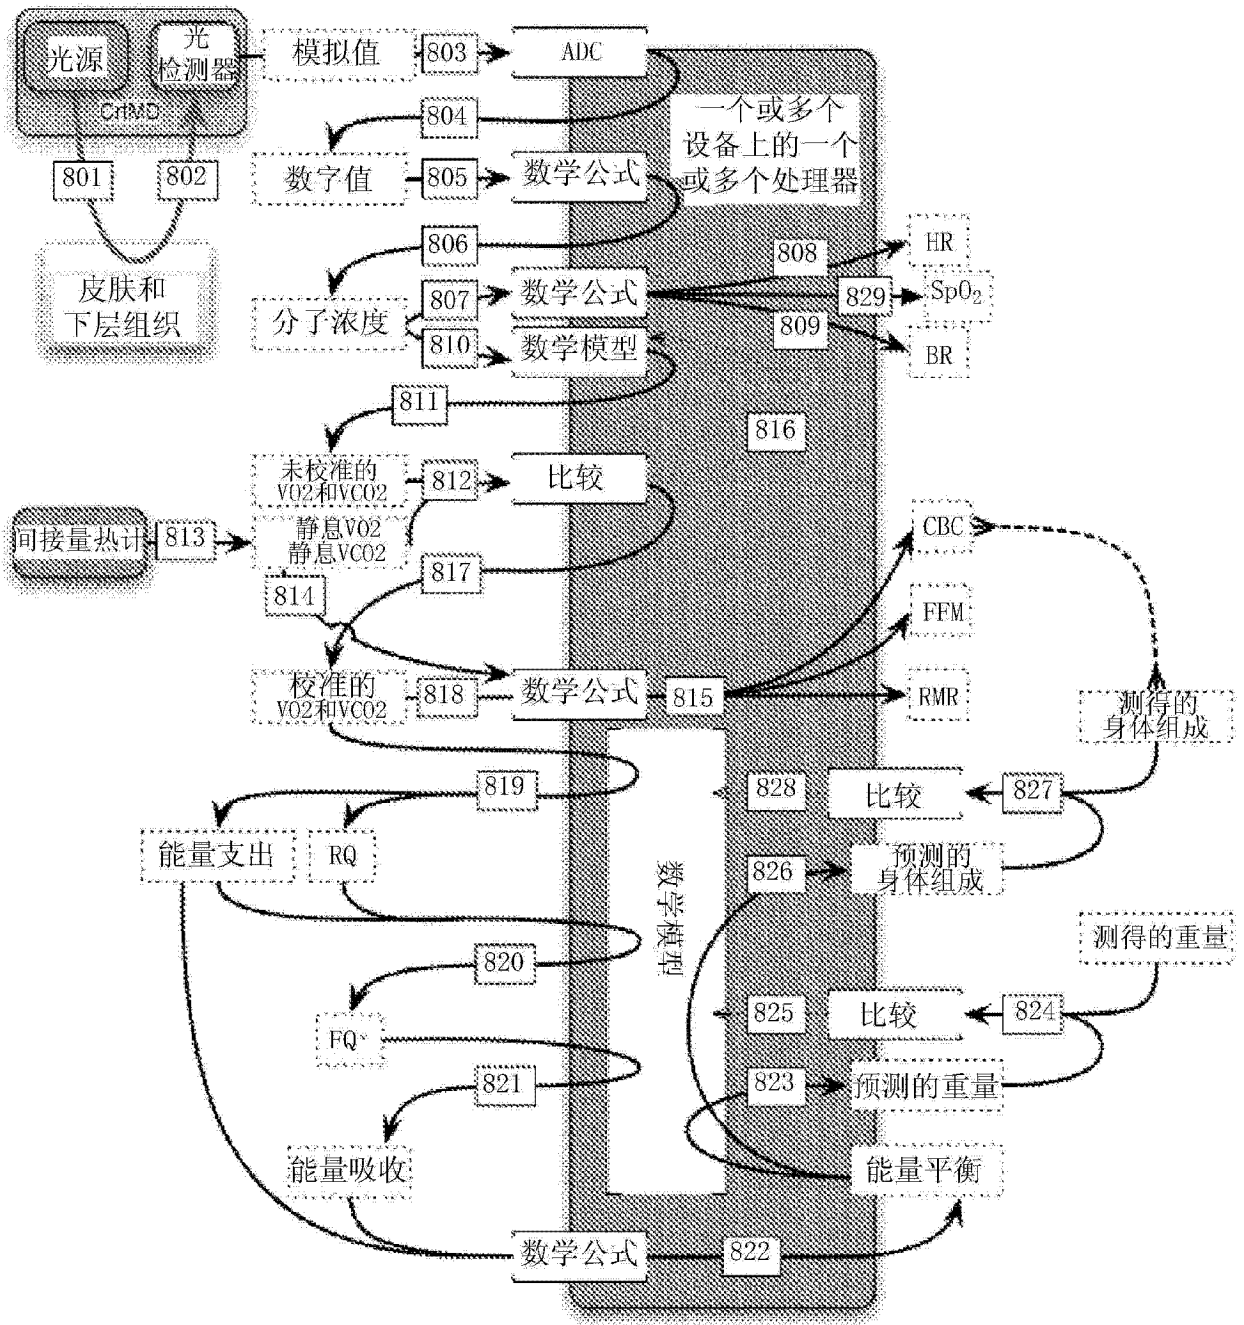 光源
光
检测器
CrIMD
模拟值
803
ADC
一个或多个
设备上的一个
或多个处理器
804
801
802
数字值
805
数学公式
806
皮肤和
下层组织
分子浓度
807
数学公式
808
HR
829
SpO2
809
BR
810
数学模型
811
816
未校准的
VO2和VCO2
812
比较
间接量热计
813
静息VO2
静息VCO2
814
817
CBC
FFM
校准的
VO2和VCO2
818
数学公式
815
RMR
测得的
身体组成
819
828
比较
827
能量支出
RQ
826
预测的
身体组成
数学模型
820
测得的重量
FQ
825
比较
824
821
823
预测的重量
能量吸收
能量平衡
数学公式
822